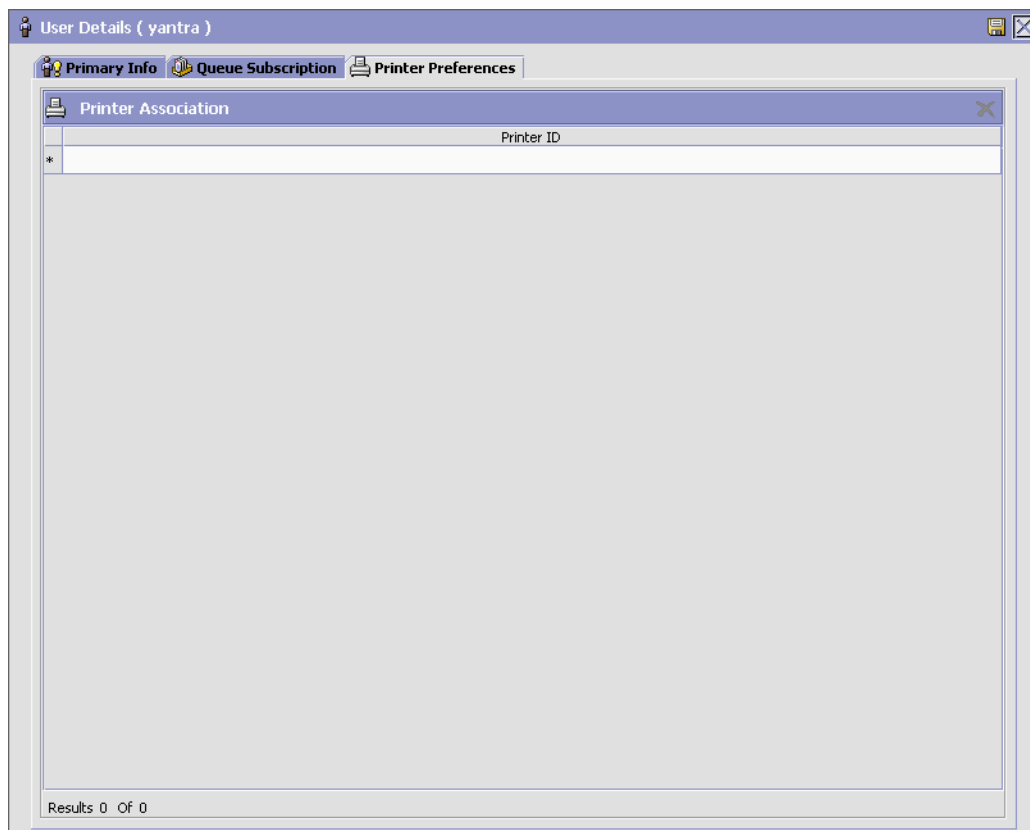 User Details ( yantra )
Primary Info Queue Subscription Printer Preferences
Printer Association
Printer ID
*
Results 0 Of 0